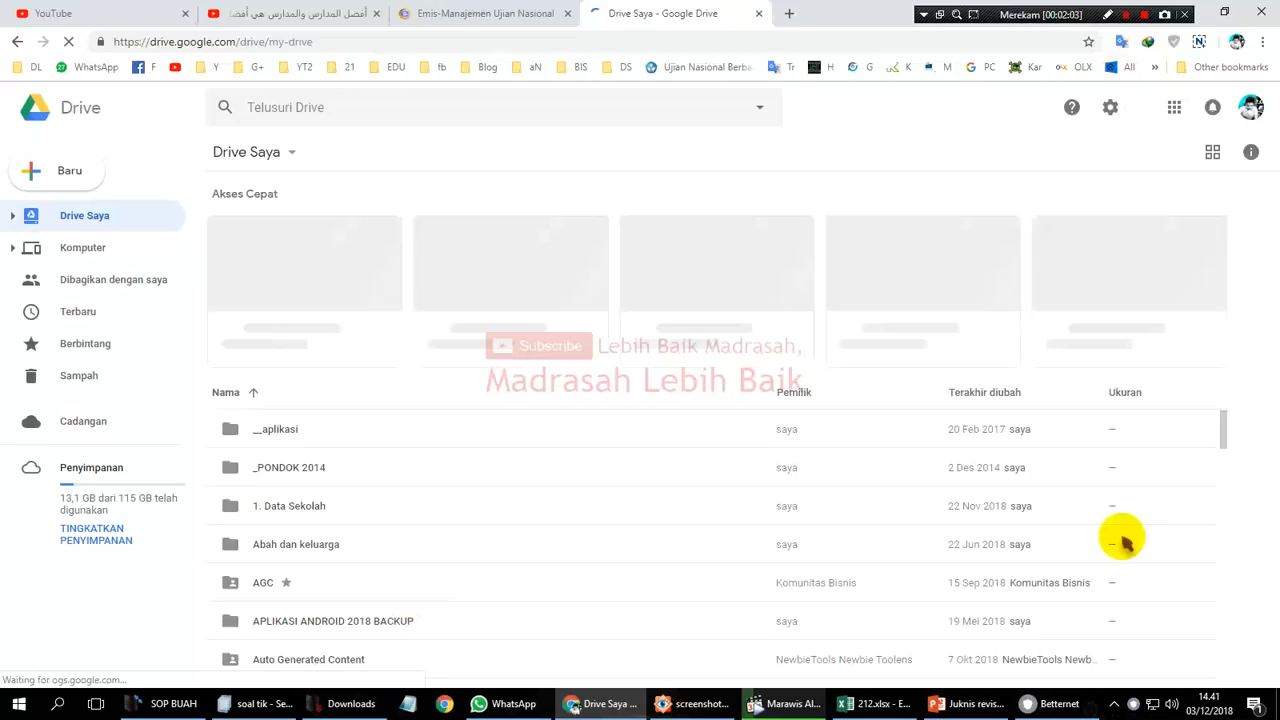 YouTube
أفضل المدارس
Emis Manajemen Ujian Nasional
Drive Saya - Google Drive
Merekam [00:02:03]
https://drive.google.com/drive/my-drive
DL
WhatsApp
F
Y
G+
YT2
21
EDU
fb
Blog
aN
BIS
DS
Ujian Nasional Berba
Tr
H
G
K
M
PC
Kar
OLX
All
»
Other bookmarks
Drive
Telusuri Drive
Drive Saya
Baru
Akses Cepat
Drive Saya
Komputer
Dibagikan dengan saya
Terbaru
Berbintang
Sampah
Cadangan
Penyimpanan
13,1 GB dari 115 GB telah
digunakan
TINGKATKAN
PENYIMPANAN
Subscribe Lebih Baik Madrasah,
Madrasah Lebih Baik
Nama Pemilik Terakhir diubah Ukuran
__aplikasi saya 20 Feb 2017 saya –
_PONDOK 2014 saya 2 Des 2014 saya –
1. Data Sekolah saya 22 Nov 2018 saya –
Abah dan keluarga saya 22 Jun 2018 saya –
AGC Komunitas Bisnis 15 Sep 2018 Komunitas Bisnis –
APLIKASI ANDROID 2018 BACKUP saya 19 Mei 2018 saya –
Auto Generated Content NewbieTools Newbie Toolens 7 Okt 2018 NewbieTools Newb... –
Waiting for ogs.google.com...
SOP BUAH
soal tik - Se...
Downloads
WhatsApp
Drive Saya ...
screenshot...
Marawis Al...
212.xlsx - E...
Juknis revis...
Betternet
14.41
03/12/2018
1